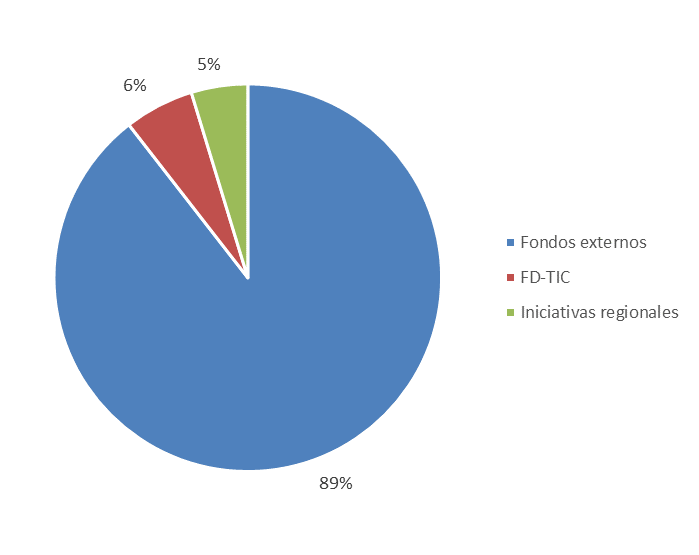 5%
6%
Fondos externos
FD-TIC
Iniciativas regionales
89%